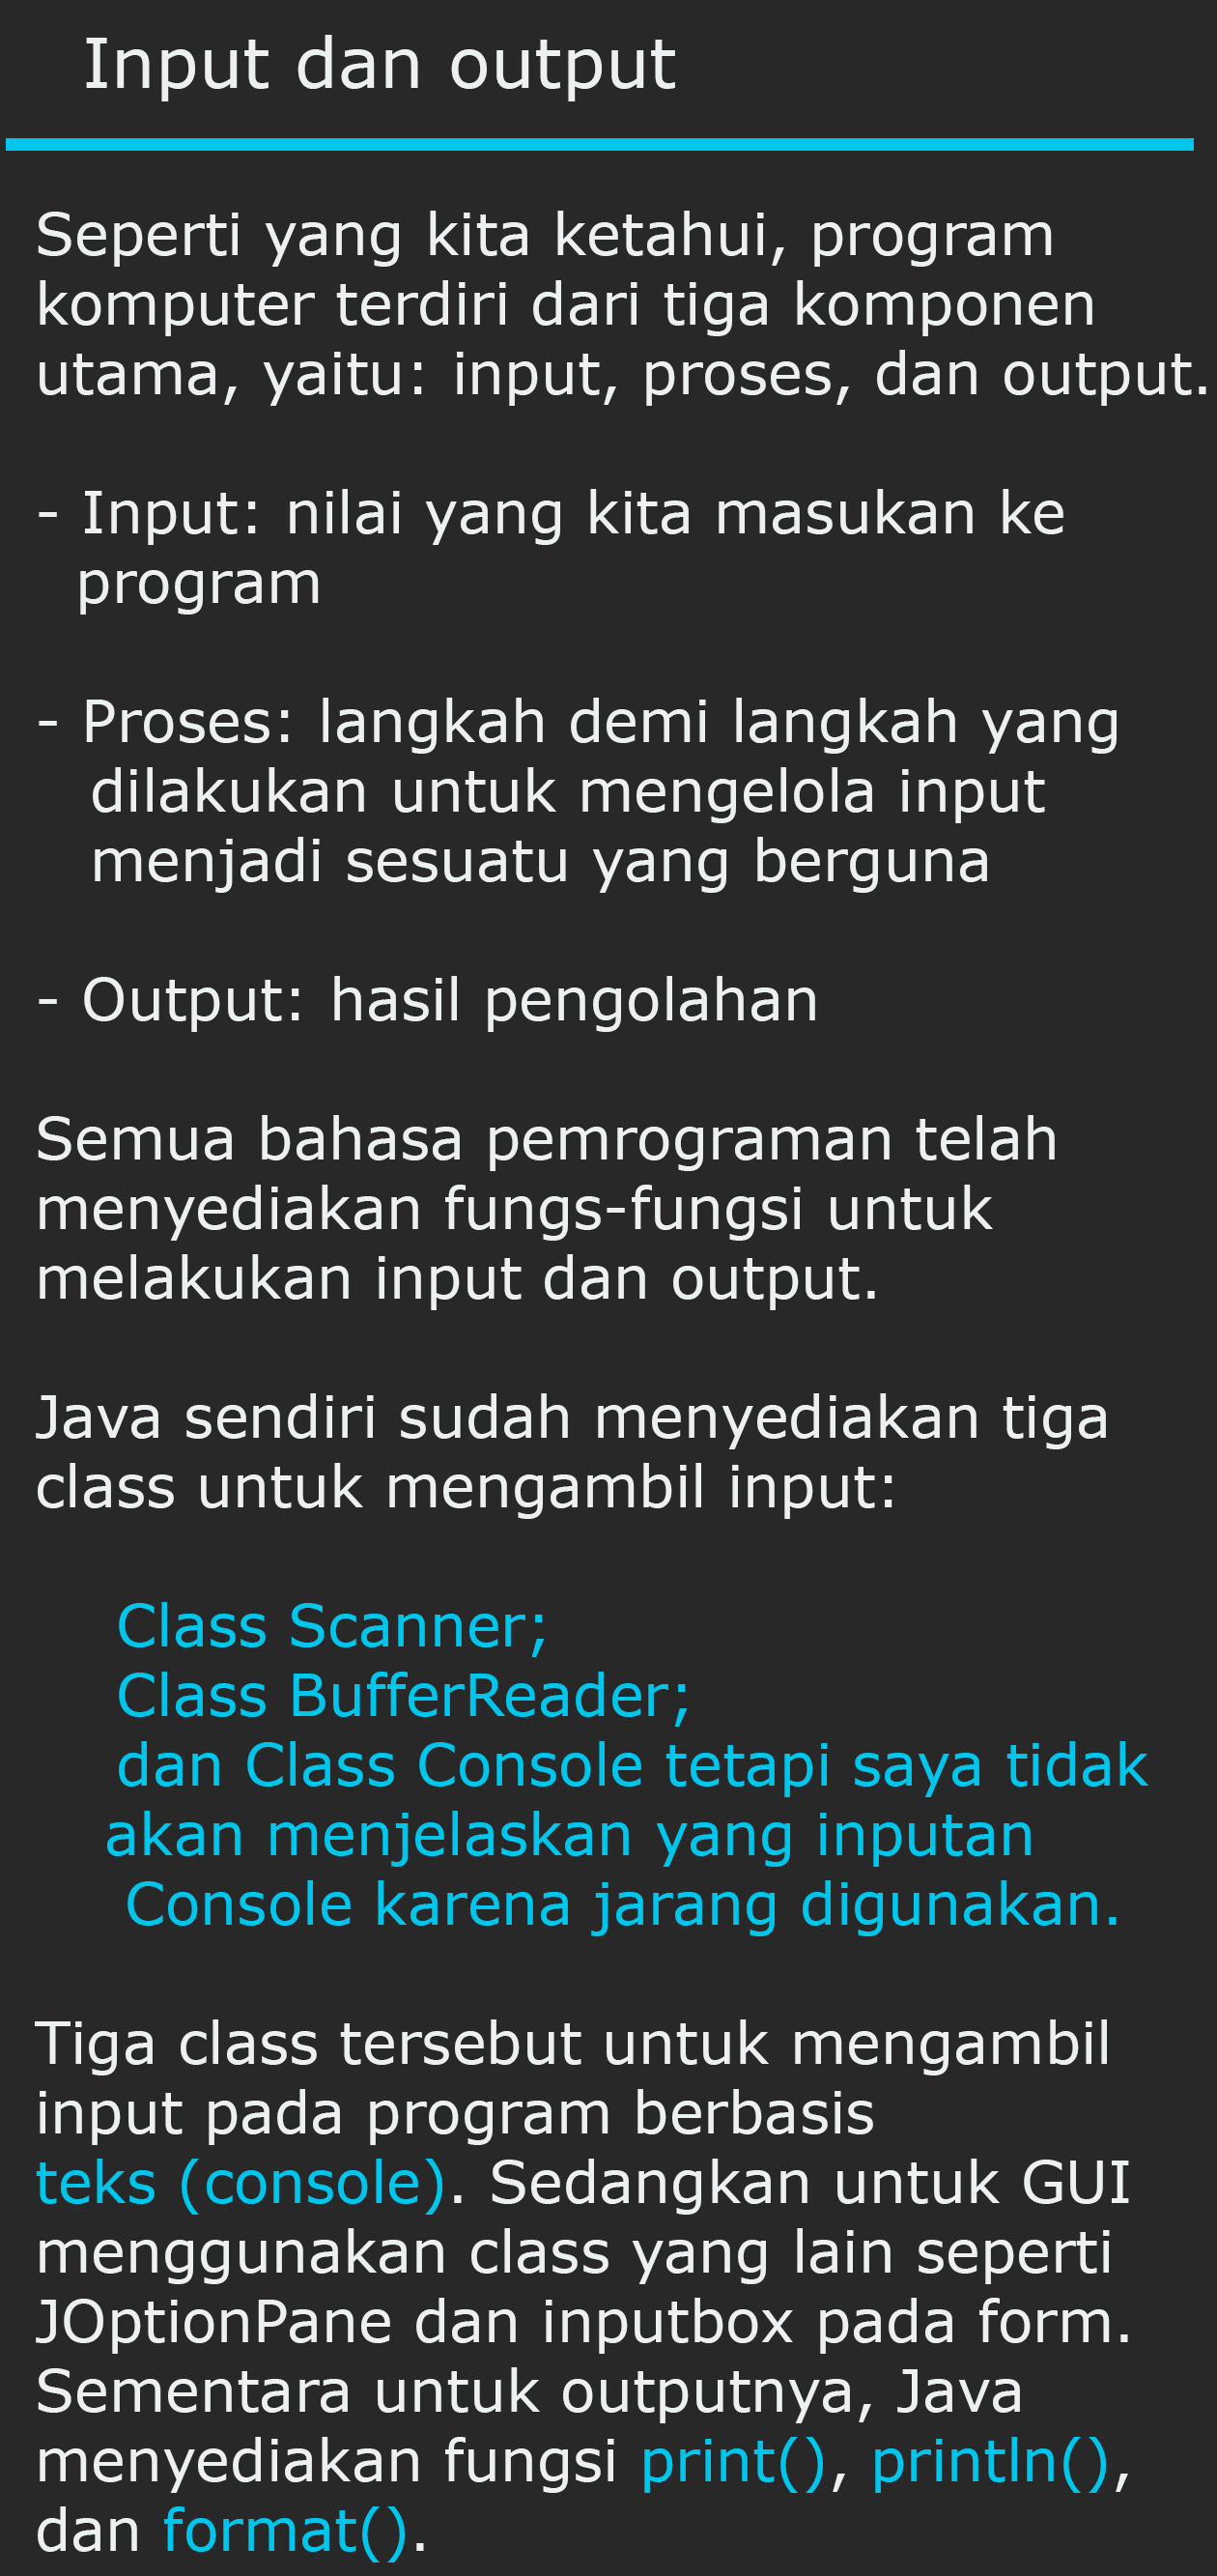 Input dan output
Seperti yang kita ketahui, program
komputer terdiri dari tiga komponen
utama, yaitu: input, proses, dan output.
- Input: nilai yang kita masukan ke
program
- Proses: langkah demi langkah yang
dilakukan untuk mengelola input
menjadi sesuatu yang berguna
- Output: hasil pengolahan
Semua bahasa pemrograman telah
menyediakan fungs-fungsi untuk
melakukan input dan output.
Java sendiri sudah menyediakan tiga
class untuk mengambil input:
Class Scanner;
Class BufferReader;
dan Class Console tetapi saya tidak
akan menjelaskan yang inputan
Console karena jarang digunakan.
Tiga class tersebut untuk mengambil
input pada program berbasis
teks (console). Sedangkan untuk GUI
menggunakan class yang lain seperti
JOptionPane dan inputbox pada form.
Sementara untuk outputnya, Java
menyediakan fungsi print(), println(),
dan format().